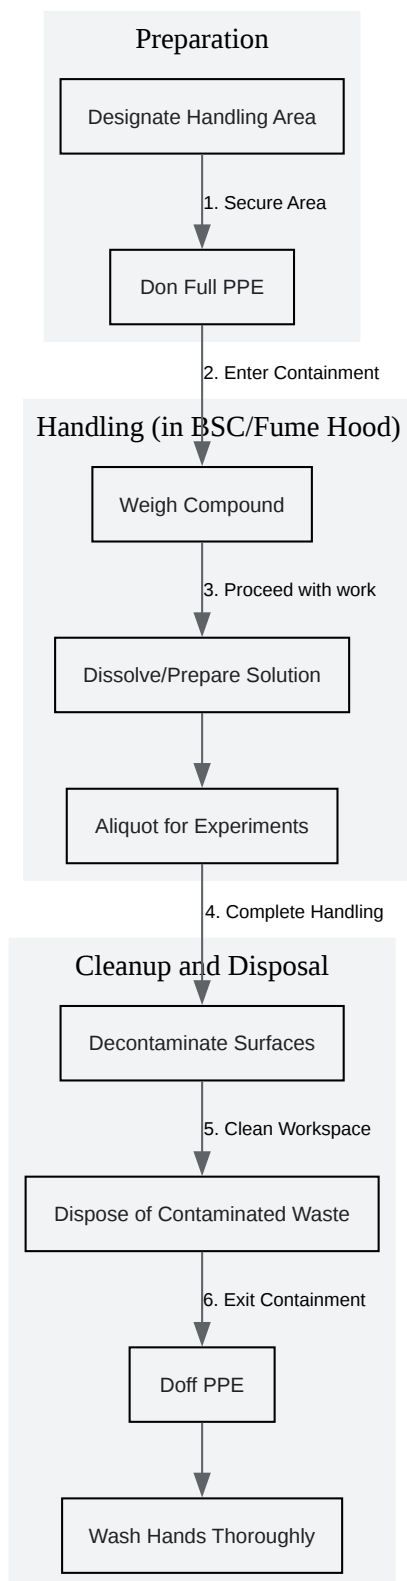 Preparation
Designate Handling Area
1. Secure Area
Don Full PPE
2. Enter Containment
Handling (in BSC/Fume Hood)
Weigh Compound
3. Proceed with work
Dissolve/Prepare Solution
Aliquot for Experiments
4. Complete Handling
Cleanup and Disposal
Decontaminate Surfaces
5. Clean Workspace
Dispose of Contaminated Waste
6. Exit Containment
Doff PPE
Wash Hands Thoroughly